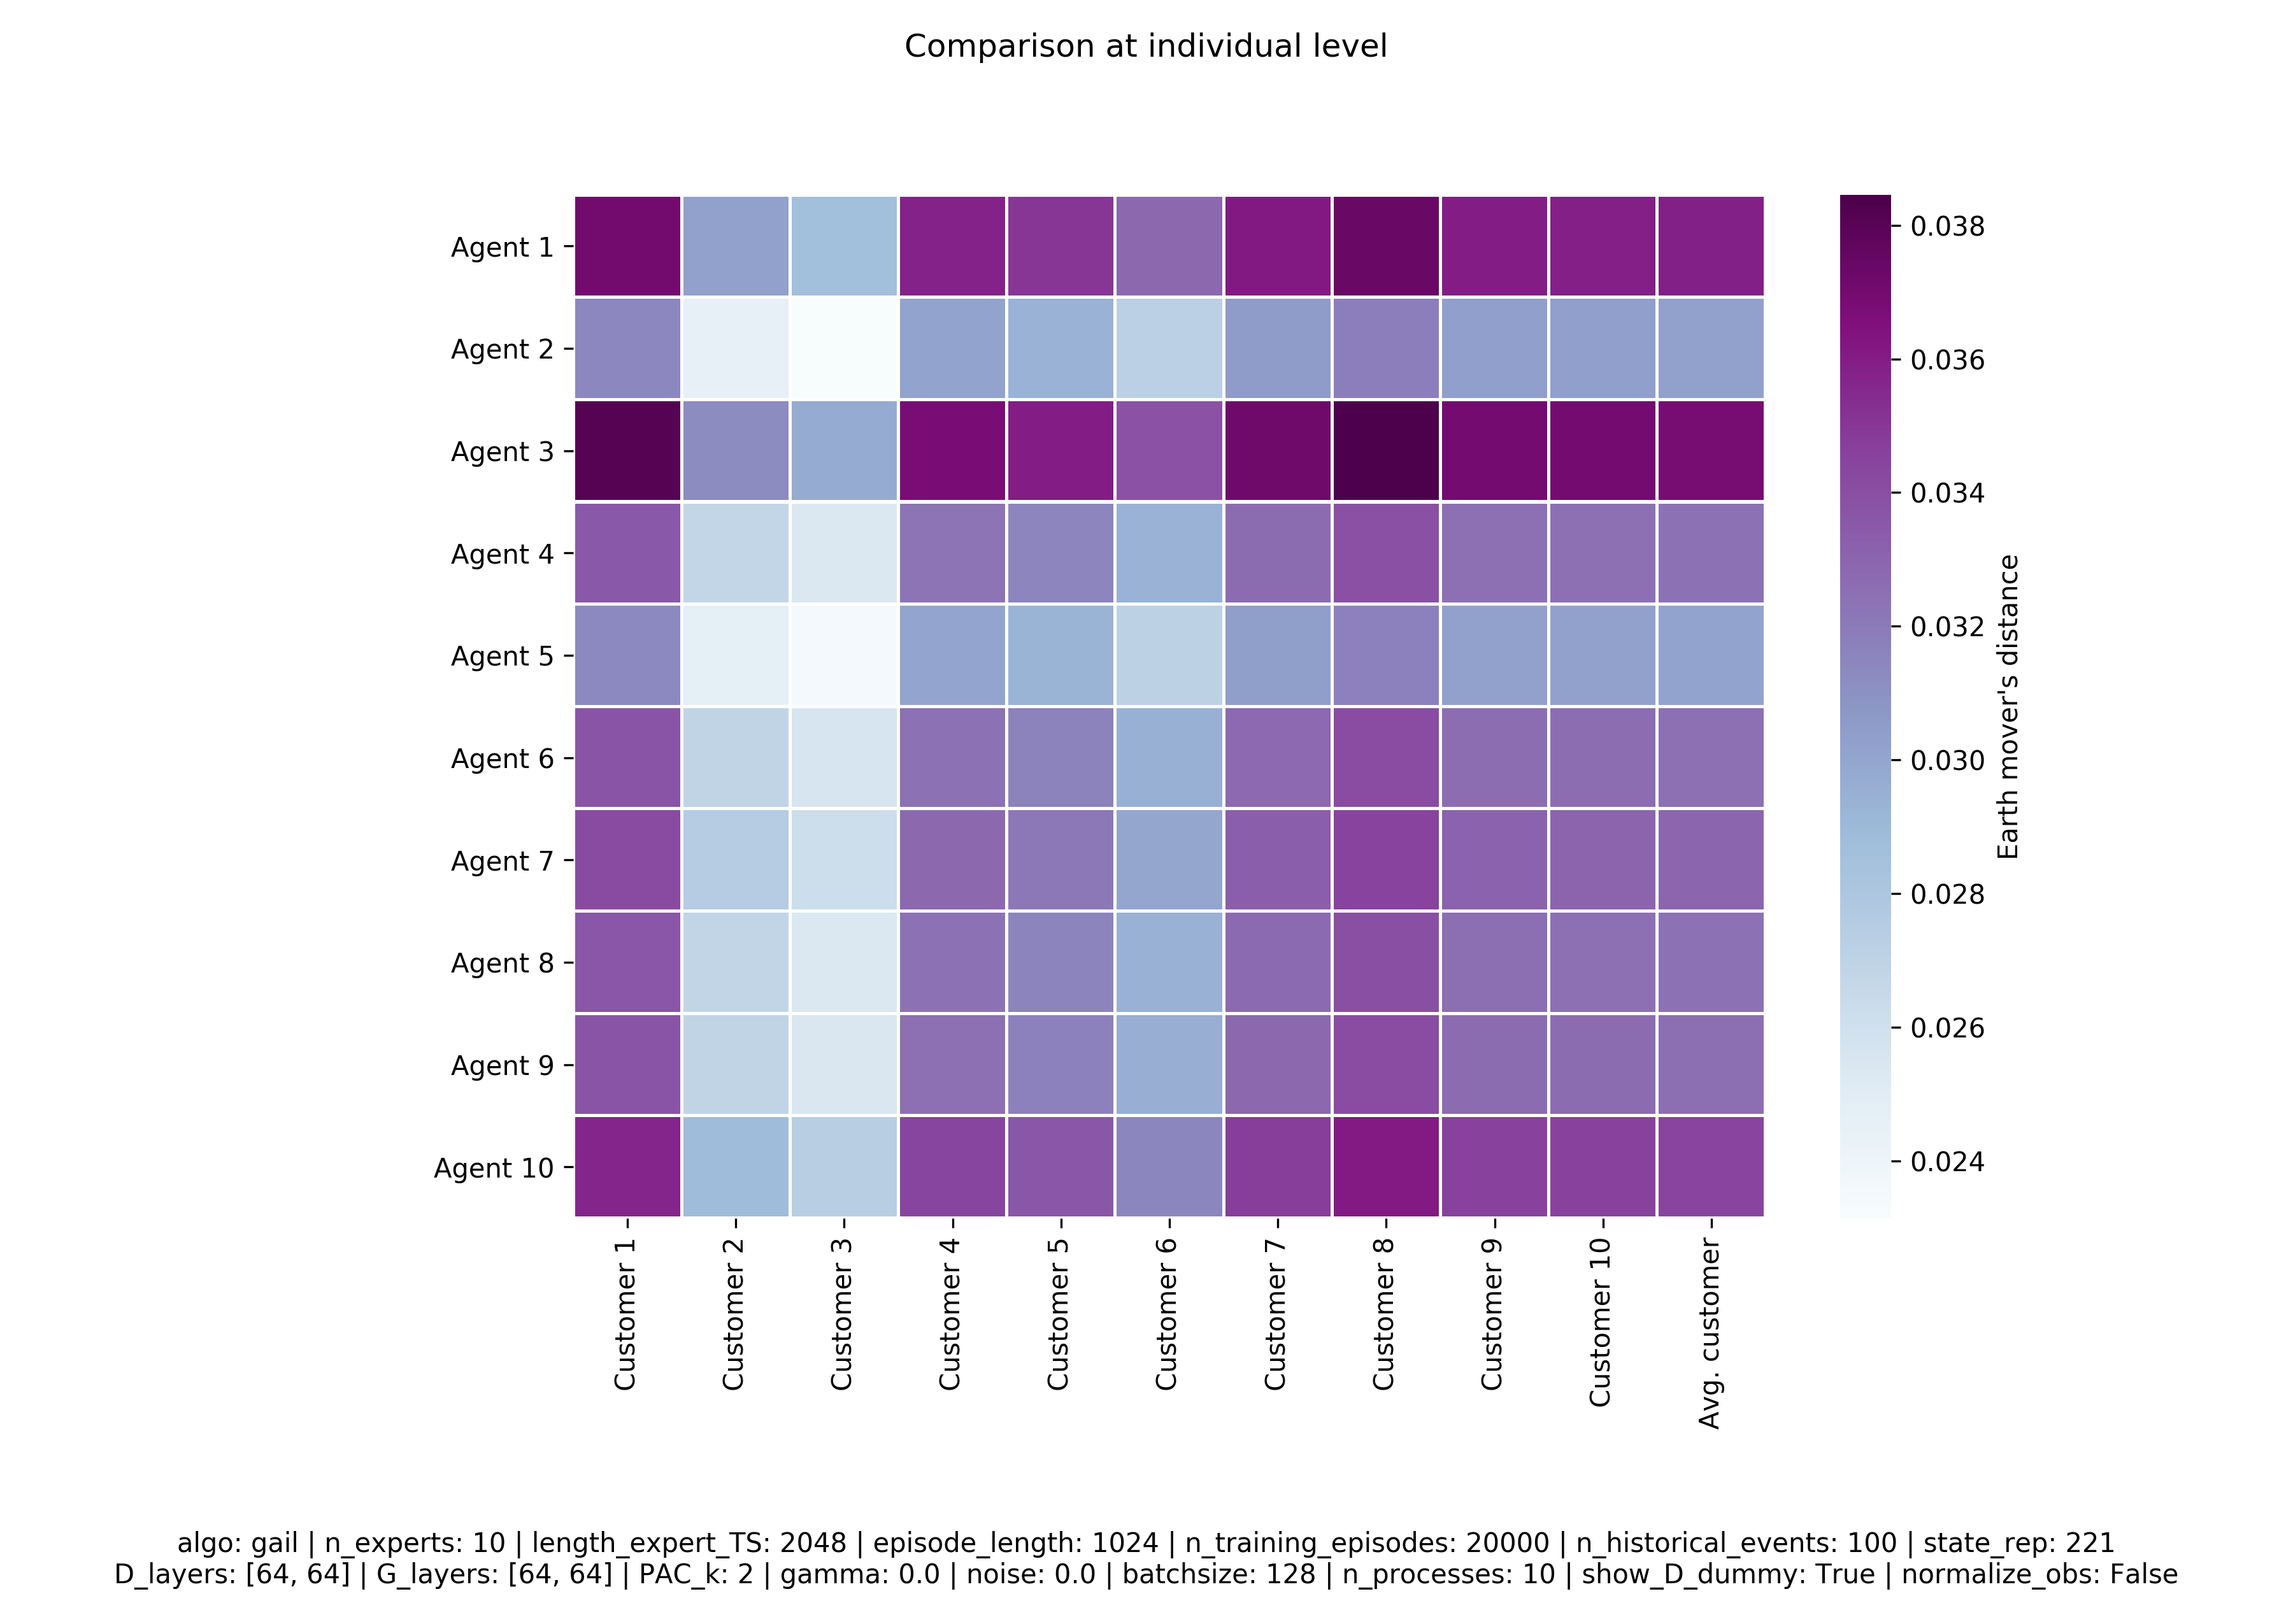 Comparison at individual level
Agent 1
Agent 2
Agent 3
Agent 4
Agent 5
Agent 6
Agent 7
Agent 8
Agent 9
Agent 10
Customer 1
Customer 2
Customer 3
Customer 4
Customer 5
Customer 6
Customer 7
Customer 8
Customer 9
Customer 10
Avg. customer
0.038
0.036
0.034
0.032
0.030
0.028
0.026
0.024
Earth mover's distance
algo: gail | n_experts: 10 | length_expert_TS: 2048 | episode_length: 1024 | n_training_episodes: 20000 | n_historical_events: 100 | state_rep: 221
D_layers: [64, 64] | G_layers: [64, 64] | PAC_k: 2 | gamma: 0.0 | noise: 0.0 | batchsize: 128 | n_processes: 10 | show_D_dummy: True | normalize_obs: False